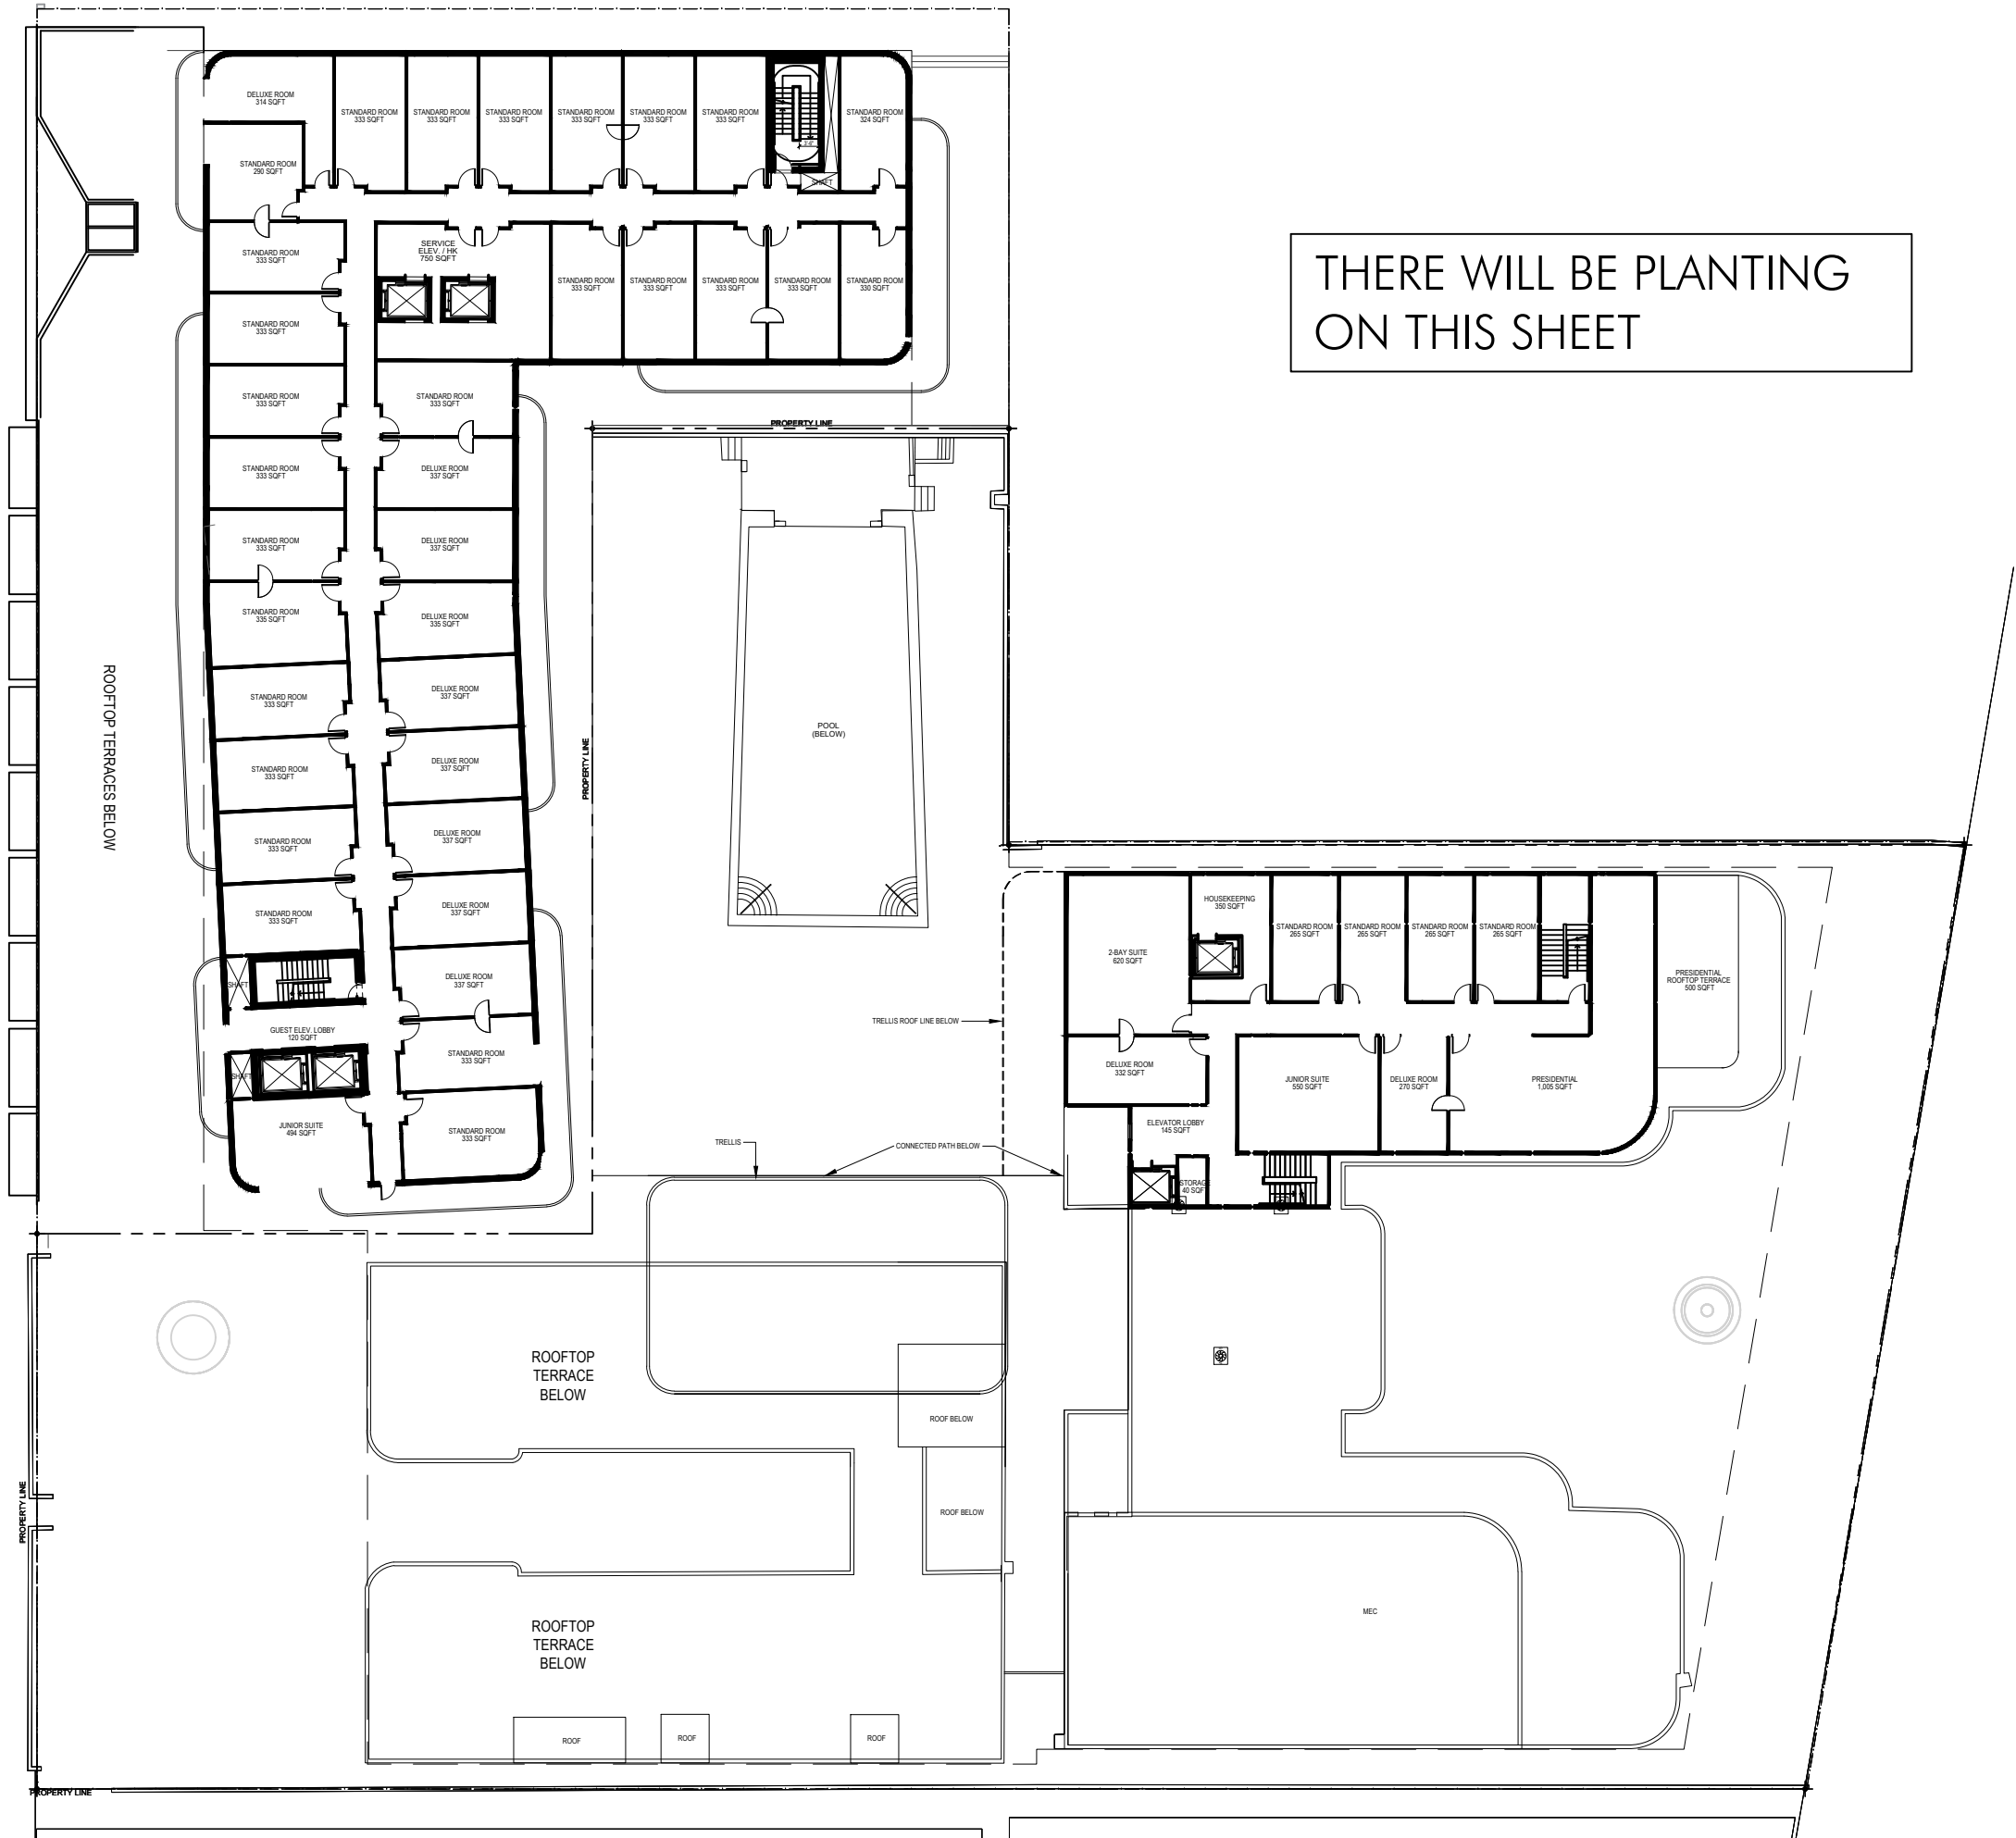 DELUXE ROOM
314 SQFT
STANDARD ROOM
333 SQFT
STANDARD ROOM
333 SQFT
STANDARD ROOM
333 SQFT
STANDARD ROOM
333 SQFT
STANDARD ROOM
333 SQFT
STANDARD ROOM
333 SQFT
STANDARD ROOM
324 SQFT
SHAFT
STANDARD ROOM
290 SQFT
SERVICE
ELEV. / HK
750 SQFT
STANDARD ROOM
333 SQFT
STANDARD ROOM
333 SQFT
STANDARD ROOM
333 SQFT
STANDARD ROOM
333 SQFT
STANDARD ROOM
330 SQFT
THERE WILL BE PLANTING
ON THIS SHEET
STANDARD ROOM
333 SQFT
STANDARD ROOM
333 SQFT
STANDARD ROOM
333 SQFT
STANDARD ROOM
333 SQFT
PROPERTY LINE
STANDARD ROOM
333 SQFT
DELUXE ROOM
337 SQFT
STANDARD ROOM
333 SQFT
DELUXE ROOM
337 SQFT
STANDARD ROOM
335 SQFT
DELUXE ROOM
335 SQFT
STANDARD ROOM
333 SQFT
DELUXE ROOM
337 SQFT
ROOFTOP TERRACES BELOW
PROPERTY LINE
POOL
(BELOW)
STANDARD ROOM
333 SQFT
DELUXE ROOM
337 SQFT
STANDARD ROOM
333 SQFT
DELUXE ROOM
337 SQFT
STANDARD ROOM
333 SQFT
DELUXE ROOM
337 SQFT
DELUXE ROOM
337 SQFT
SHAFT
GUEST ELEV. LOBBY
120 SQFT
STANDARD ROOM
333 SQFT
SHAFT
JUNIOR SUITE
494 SQFT
STANDARD ROOM
333 SQFT
HOUSEKEEPING
350 SQFT
2-BAY SUITE
620 SQFT
STANDARD ROOM
265 SQFT
STANDARD ROOM
265 SQFT
STANDARD ROOM
265 SQFT
STANDARD ROOM
265 SQFT
PRESIDENTIAL
ROOFTOP TERRACE
500 SQFT
TRELLIS ROOF LINE BELOW
DELUXE ROOM
332 SQFT
JUNIOR SUITE
550 SQFT
DELUXE ROOM
270 SQFT
PRESIDENTIAL
1,005 SQFT
ELEVATOR LOBBY
145 SQFT
TRELLIS
CONNECTED PATH BELOW
STORAGE
40 SQFT
ROOFTOP
TERRACE
BELOW
ROOF BELOW
ROOF BELOW
PROPERTY LINE
ROOFTOP
TERRACE
BELOW
MEC
ROOF
ROOF
ROOF
PROPERTY LINE